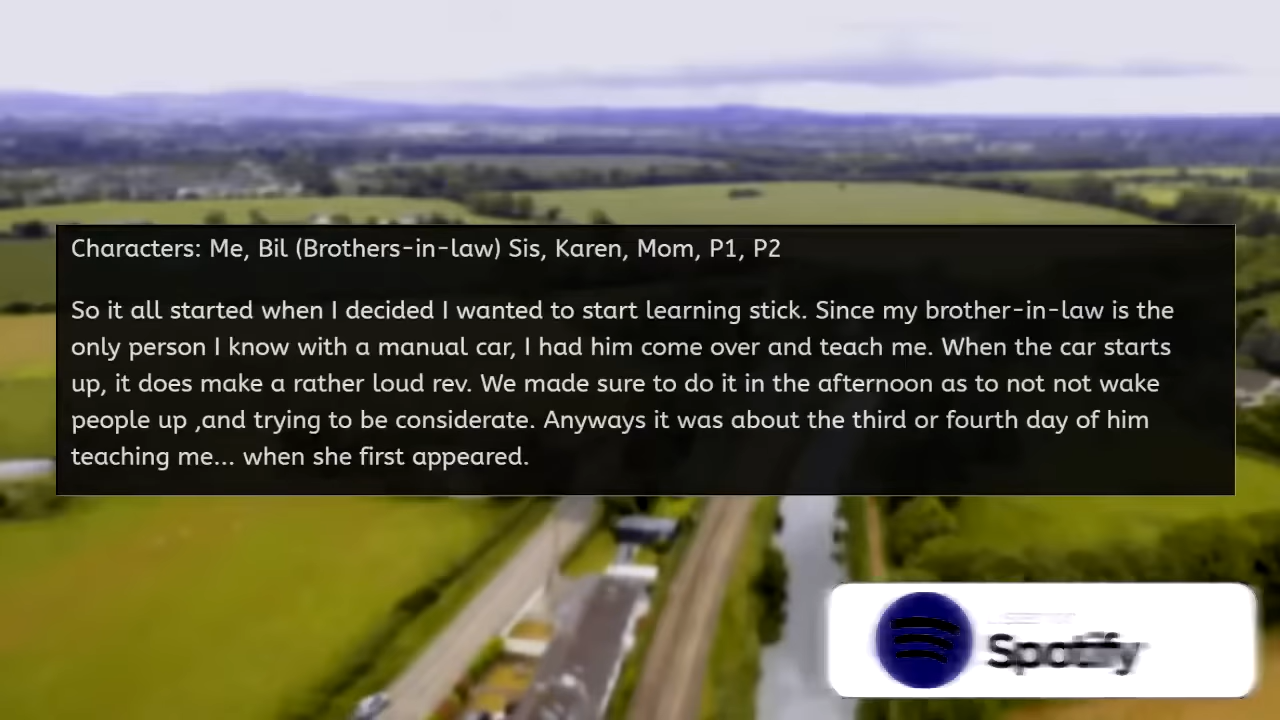 Characters: Me, Bil (Brothers-in-law) Sis, Karen, Mom, P1, P2
So it all started when I decided I wanted to start learning stick. Since my brother-in-law is the
only person I know with a manual car, I had him come over and teach me. When the car starts
up, it does make a rather loud rev. We made sure to do it in the afternoon as to not not wake
people up ,and trying to be considerate. Anyways it was about the third or fourth day of him
teaching me... when she first appeared.
Spotify